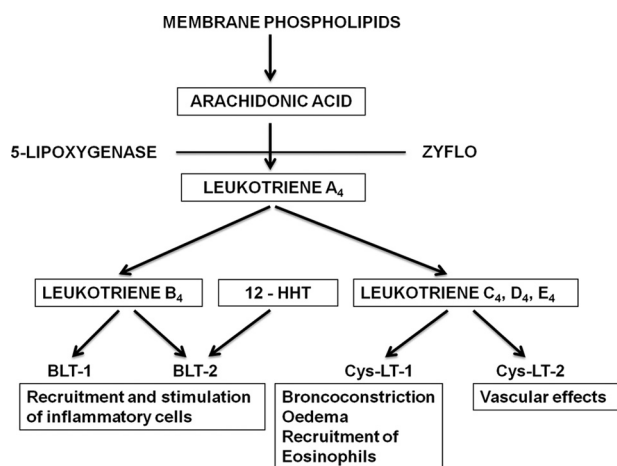 MEMBRANE PHOSPHOLIPIDS
ARACHIDONIC ACID
5-LIPOXYGENASE
ZYFLO
LEUKOTRIENE A₄
LEUKOTRIENE B₄
12 - HHT
LEUKOTRIENE C₄, D₄, E₄
BLT-1
BLT-2
Cys-LT-1
Cys-LT-2
Recruitment and stimulation
of inflammatory cells
Broncoconstriction
Oedema
Recruitment of
Eosinophils
Vascular effects